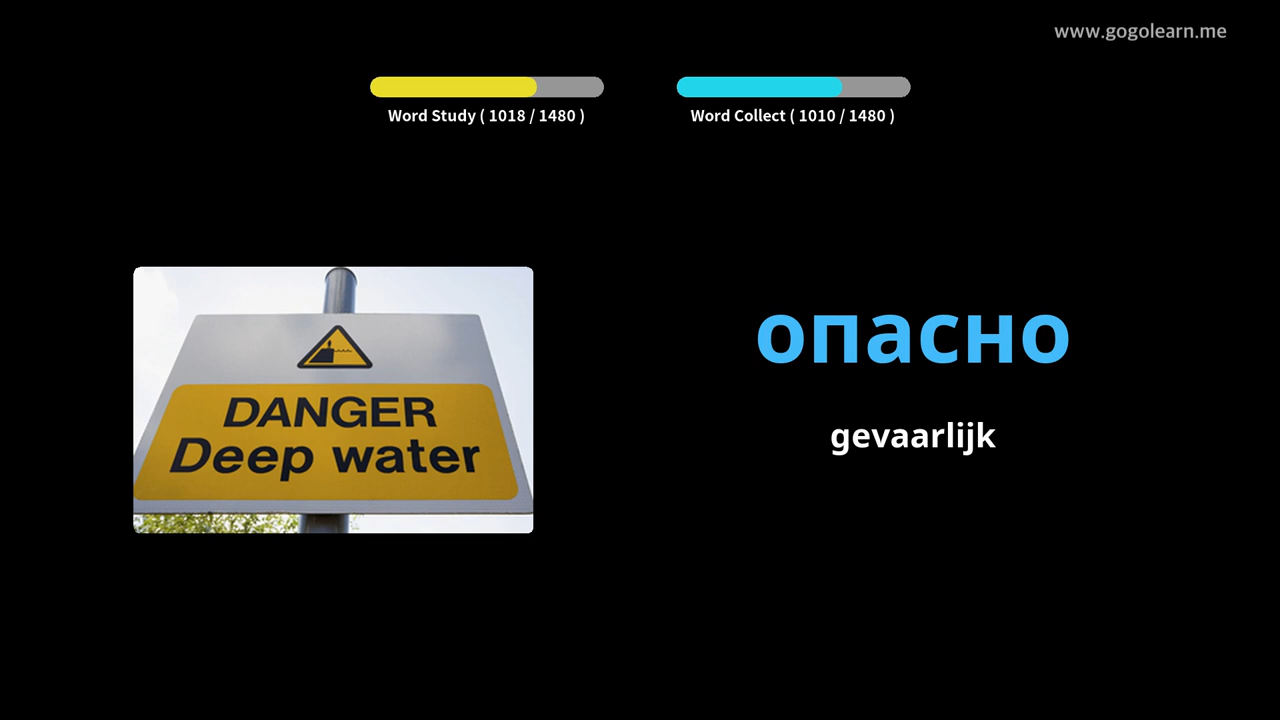 www.gogolearn.me
Word Study ( 1018 / 1480 )
Word Collect ( 1010 / 1480 )
DANGER
Deep water
опасно
gevaarlijk